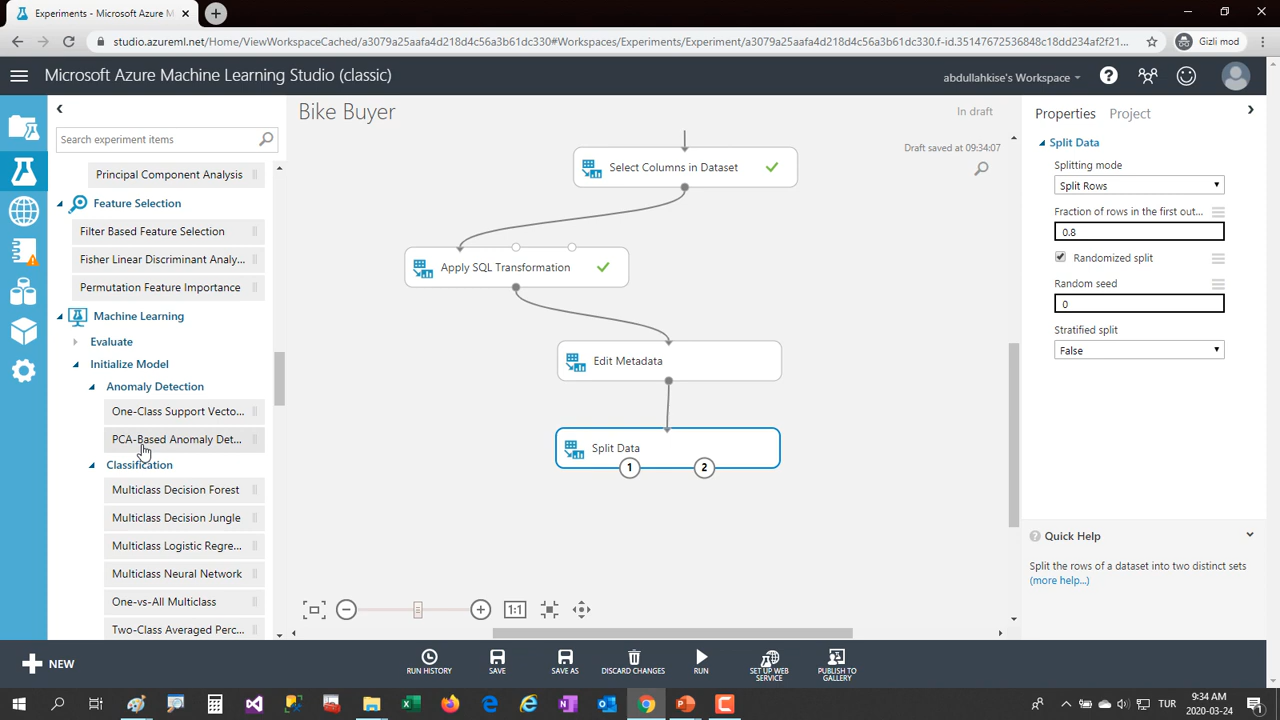 Experiments - Microsoft Azure M
studio.azureml.net/Home/ViewWorkspaceCached/a3079a25aafa4d218d4c56a3b61dc330#Workspaces/Experiments/Experiment/a3079a25aafa4d218d4c56a3b61dc330.f-id.35147672536848c18dd234af2f21...
Gizli mod
Microsoft Azure Machine Learning Studio (classic)
abdullahkise's Workspace
Search experiment items
Principal Component Analysis
Feature Selection
Filter Based Feature Selection
Fisher Linear Discriminant Analy...
Permutation Feature Importance
Machine Learning
Evaluate
Initialize Model
Anomaly Detection
One-Class Support Vecto...
PCA-Based Anomaly Det...
Classification
Multiclass Decision Forest
Multiclass Decision Jungle
Multiclass Logistic Regre...
Multiclass Neural Network
One-vs-All Multiclass
Two-Class Averaged Perc...
Bike Buyer
In draft
Draft saved at 09:34:07
Select Columns in Dataset
Apply SQL Transformation
Edit Metadata
Split Data
1
2
1:1
Properties Project
Split Data
Splitting mode
Split Rows
Fraction of rows in the first out...
0.8
Randomized split
Random seed
0
Stratified split
False
Quick Help
Split the rows of a dataset into two distinct sets
(more help...)
NEW
RUN HISTORY
SAVE
SAVE AS
DISCARD CHANGES
RUN
SET UP WEB
SERVICE
PUBLISH TO
GALLERY
TUR
9:34 AM
2020-03-24